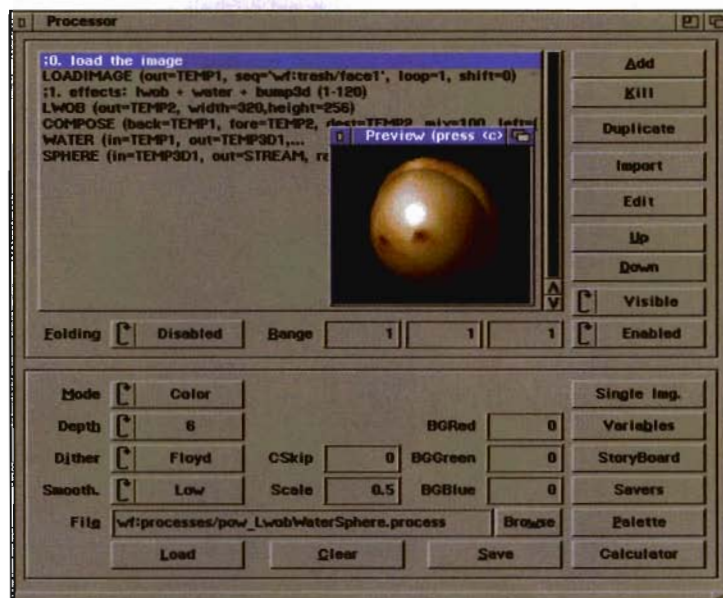 Processor
;0. load the image
LOADIMAGE (out=TEMP1, seq='wf:trash/face1', loop=1, shift=0)
;1. effects: lwob + water + bump3d (1-120)
LWOB (out=TEMP2, width=320,height=256)
COMPOSE (back=TEMP1, fore=TEMP2, dest=TEMP2, mix=100, left=(
WATER (in=TEMP1, out=TEMP3D1,...
SPHERE (in=TEMP3D1, out=STREAM, re
Preview (press <c>
Add
Kill
Duplicate
Import
Edit
Up
Down
Visible
Folding Disabled Range 1 1 1 Enabled
Mode Color Single Img.
Depth 6 BGRed 0 Variables
Dither Floyd CSkip 0 BGGreen 0 StoryBoard
Smooth. Low Scale 0.5 BGBlue 0 Savers
File wf:processes/pow_LwobWaterSphere.process Browse Palette
Load Clear Save Calculator